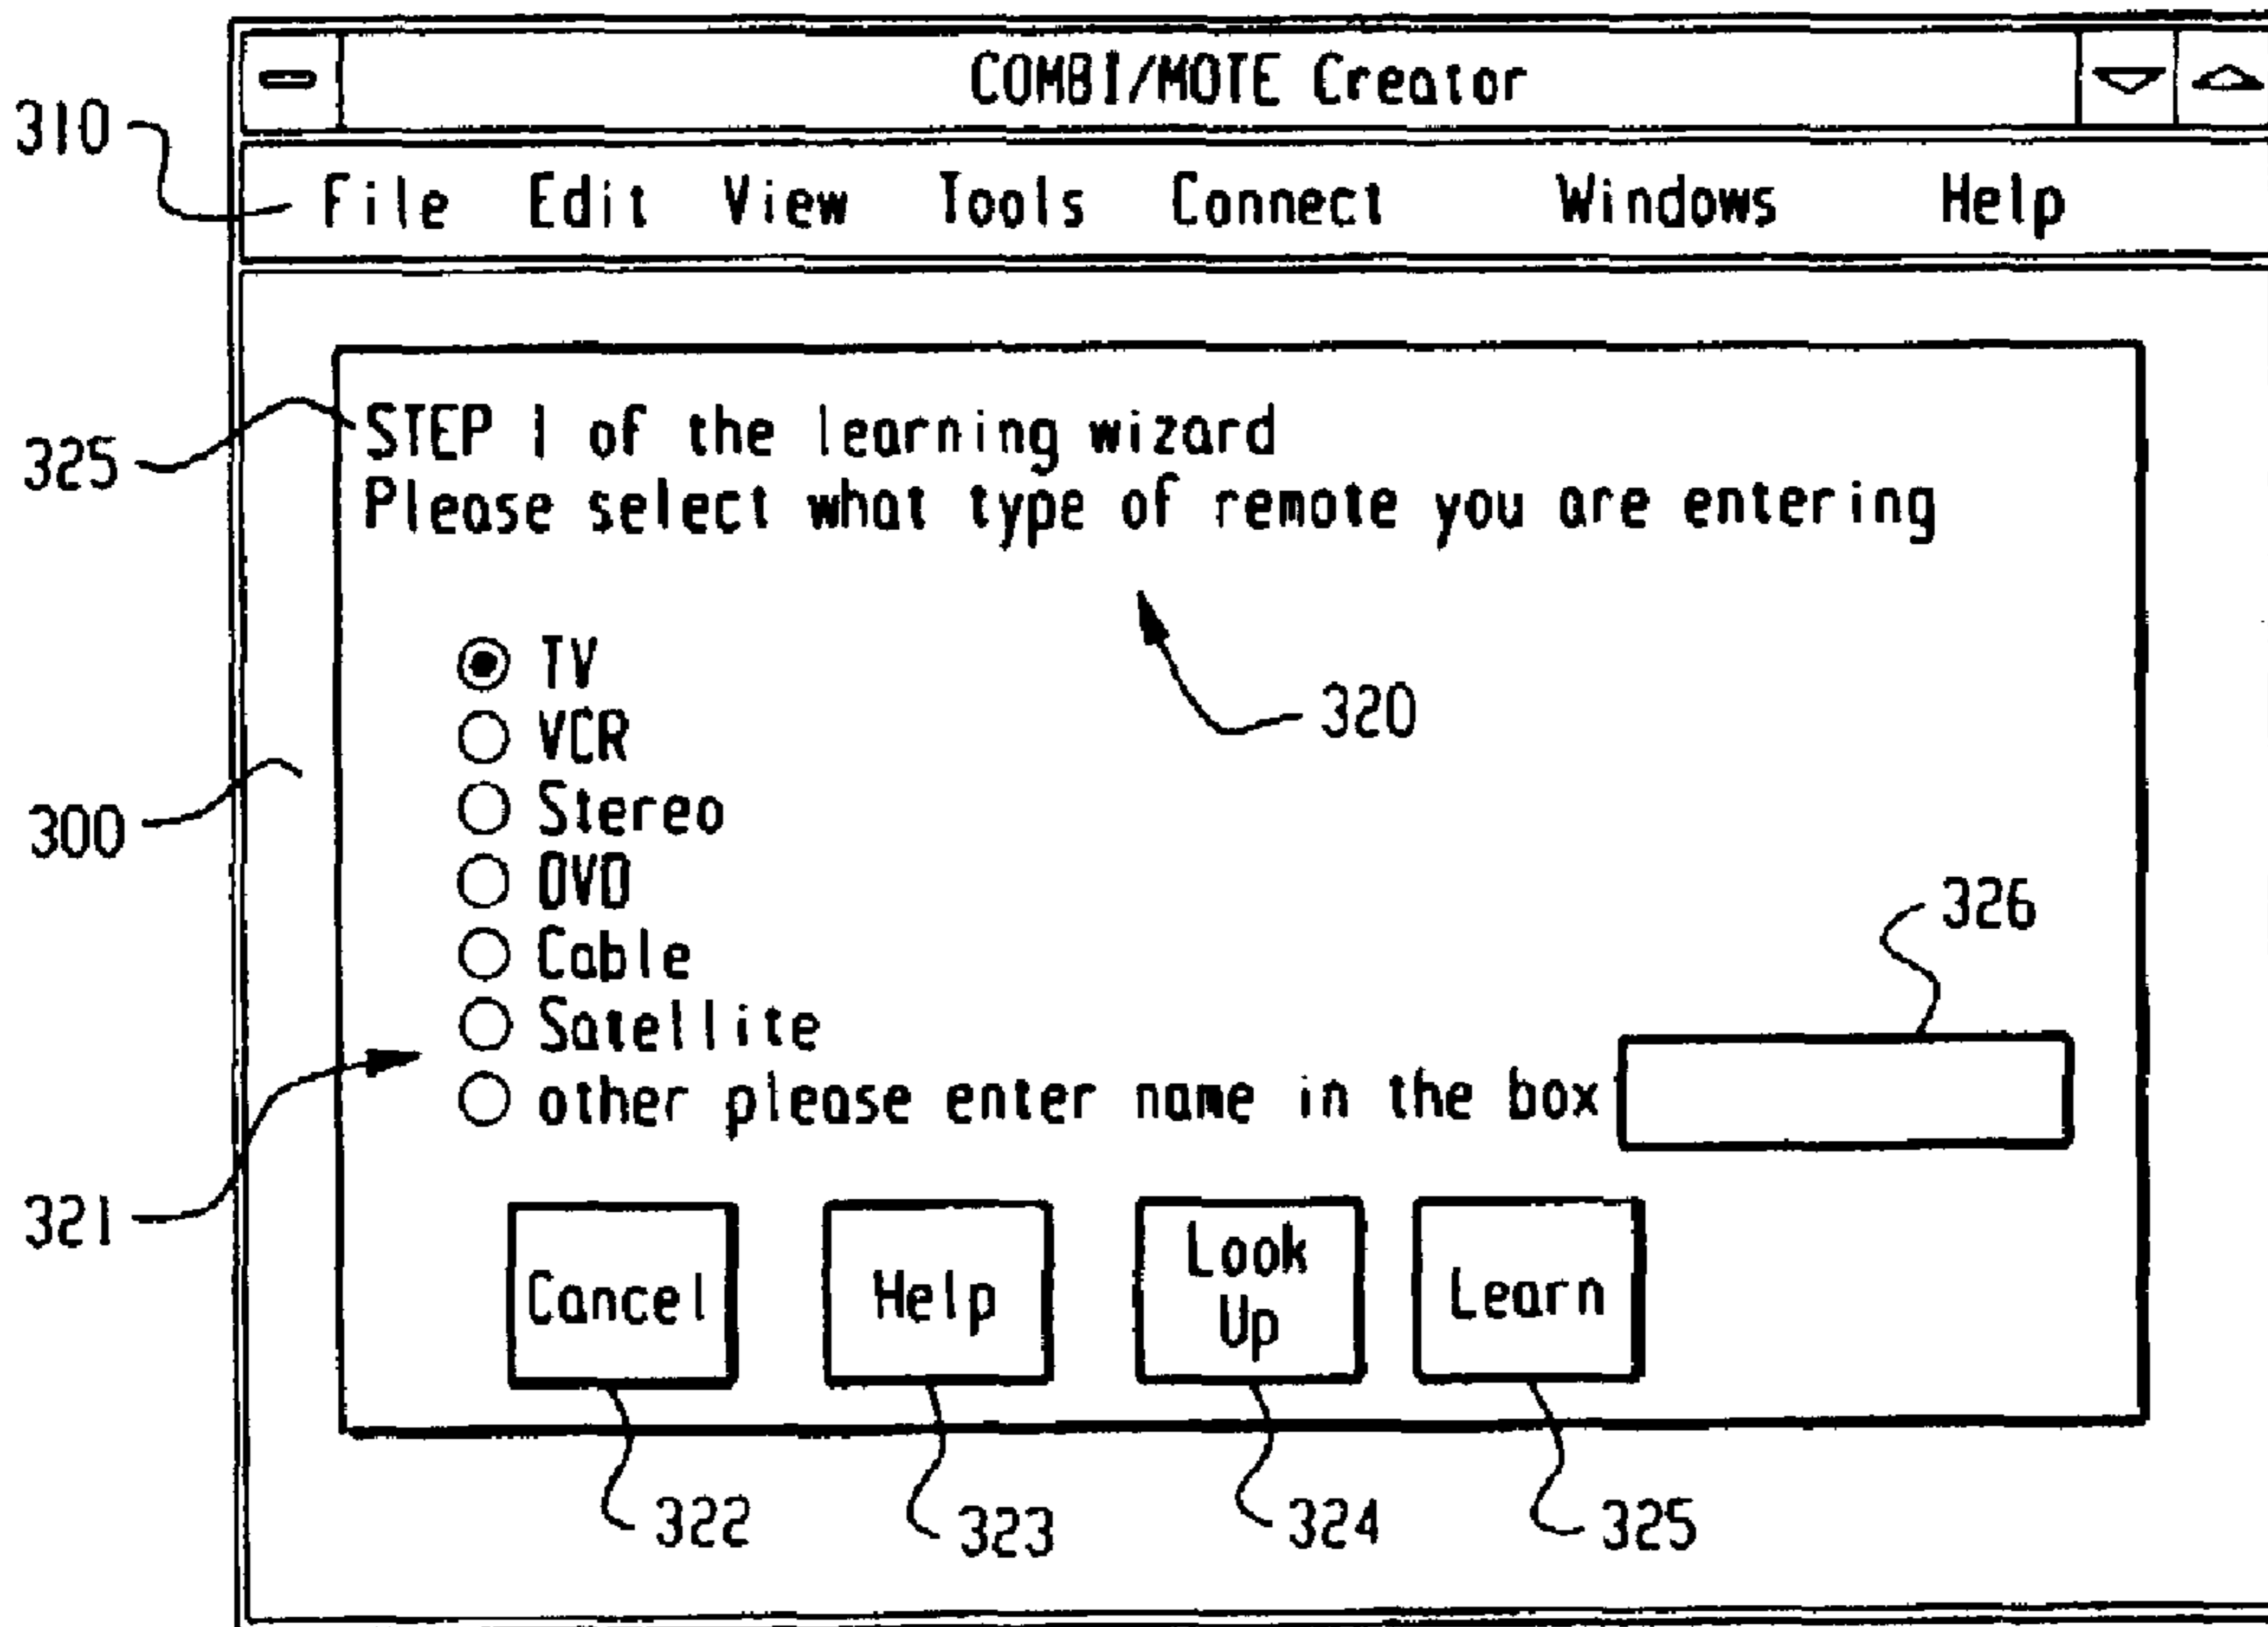 COMBI/MOTE Creator
310
File Edit View Tools Connect Windows Help
325
STEP 1 of the learning wizard
Please select what type of remote you are entering
320
TV
VCR
Stereo
DVD
Cable
Satellite
other please enter name in the box
300
326
321
Cancel
Help
Look
Up
Learn
322
323
324
325